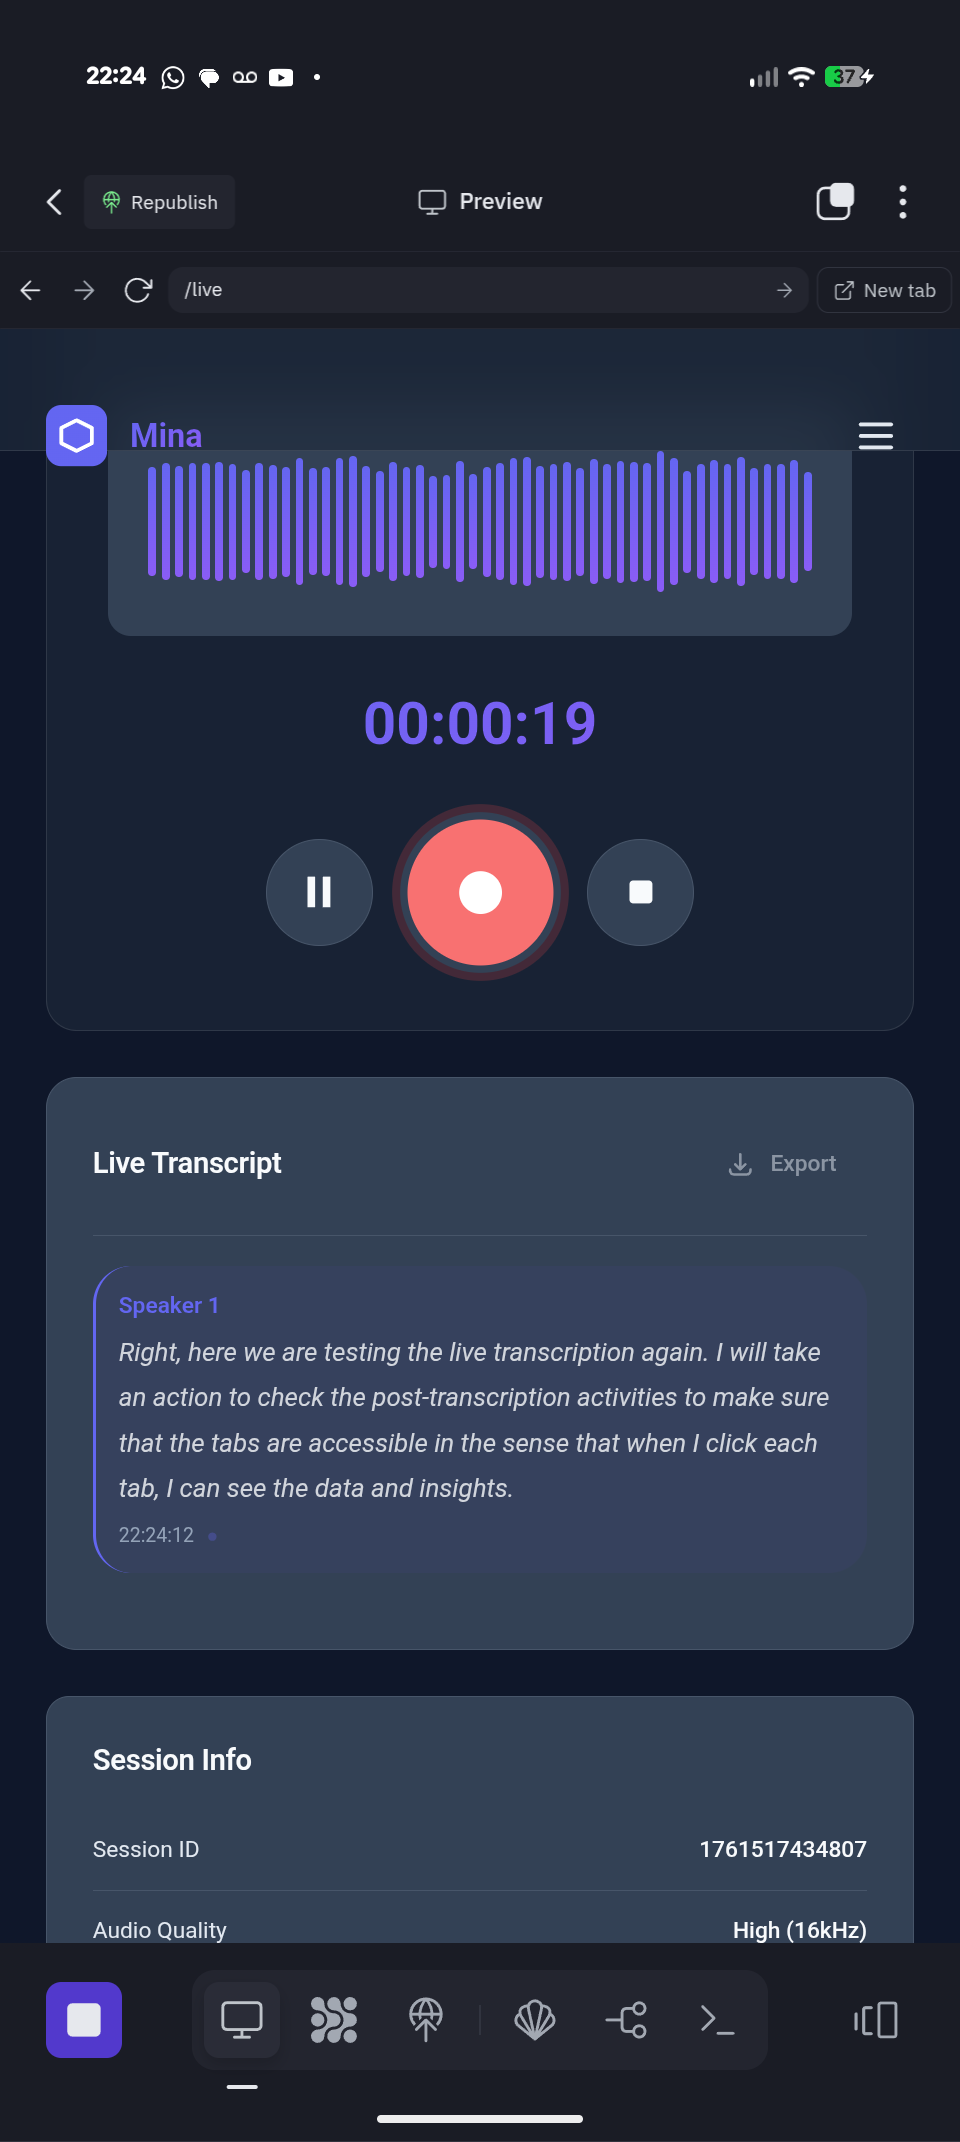 22:24
37
Republish
Preview
/live
New tab
Mina
00:00:19
Live Transcript
Export
Speaker 1
Right, here we are testing the live transcription again. I will take
an action to check the post-transcription activities to make sure
that the tabs are accessible in the sense that when I click each
tab, I can see the data and insights.
22:24:12
Session Info
Session ID
1761517434807
Audio Quality
High (16kHz)